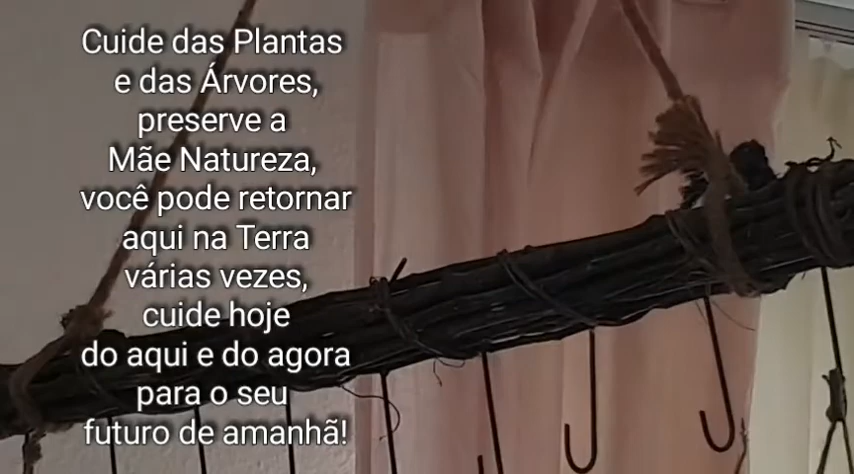 Cuide das Plantas
e das Árvores,
preserve a
Mãe Natureza,
você pode retornar
aqui na Terra
várias vezes,
cuide hoje
do aqui e do agora
para o seu
futuro de amanhã!